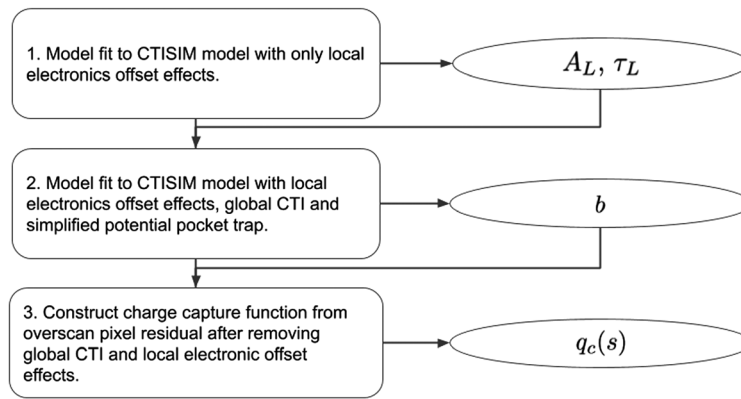 1. Model fit to CTISIM model with only local
electronics offset effects.
A_L, τ_L
2. Model fit to CTISIM model with local
electronics offset effects, global CTI and
simplified potential pocket trap.
b
3. Construct charge capture function from
overscan pixel residual after removing
global CTI and local electronic offset
effects.
q_c(s)